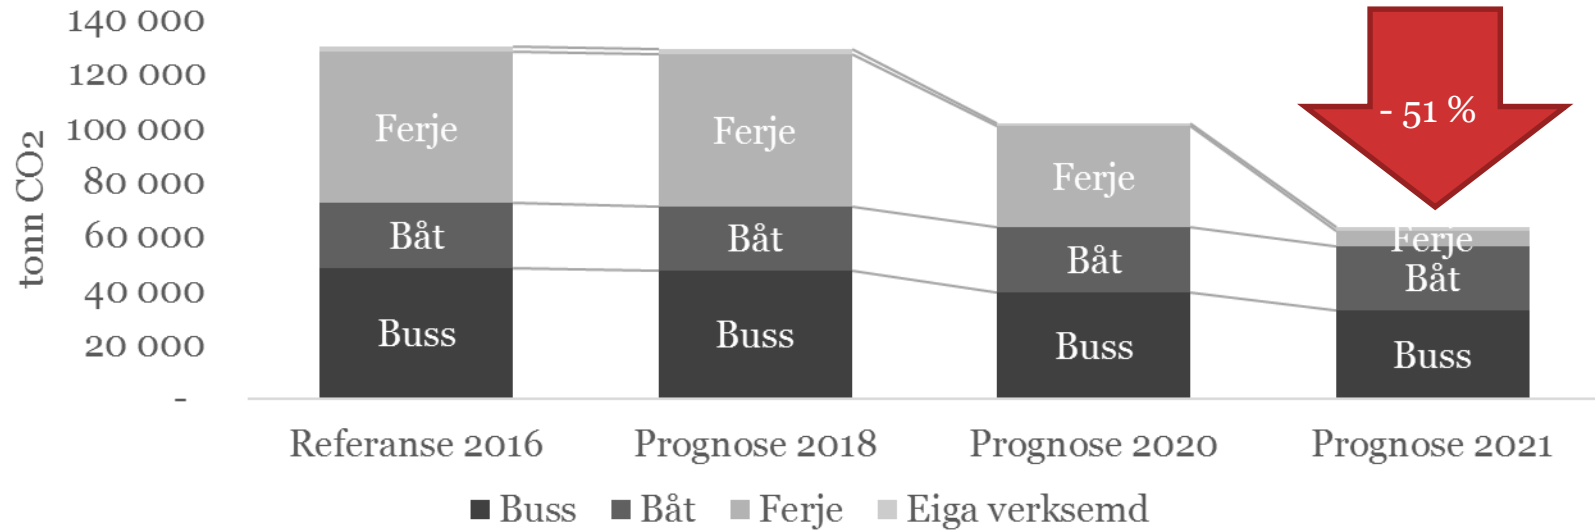 140 000
120 000
100 000
80 000
60 000
40 000
20 000
-
tonn CO2
Ferje
Båt
Buss
Ferje
Båt
Buss
Ferje
Båt
Buss
- 51 %
Ferje
Båt
Buss
Referanse 2016
Prognose 2018
Prognose 2020
Prognose 2021
Buss
Båt
Ferje
Eiga verksemd